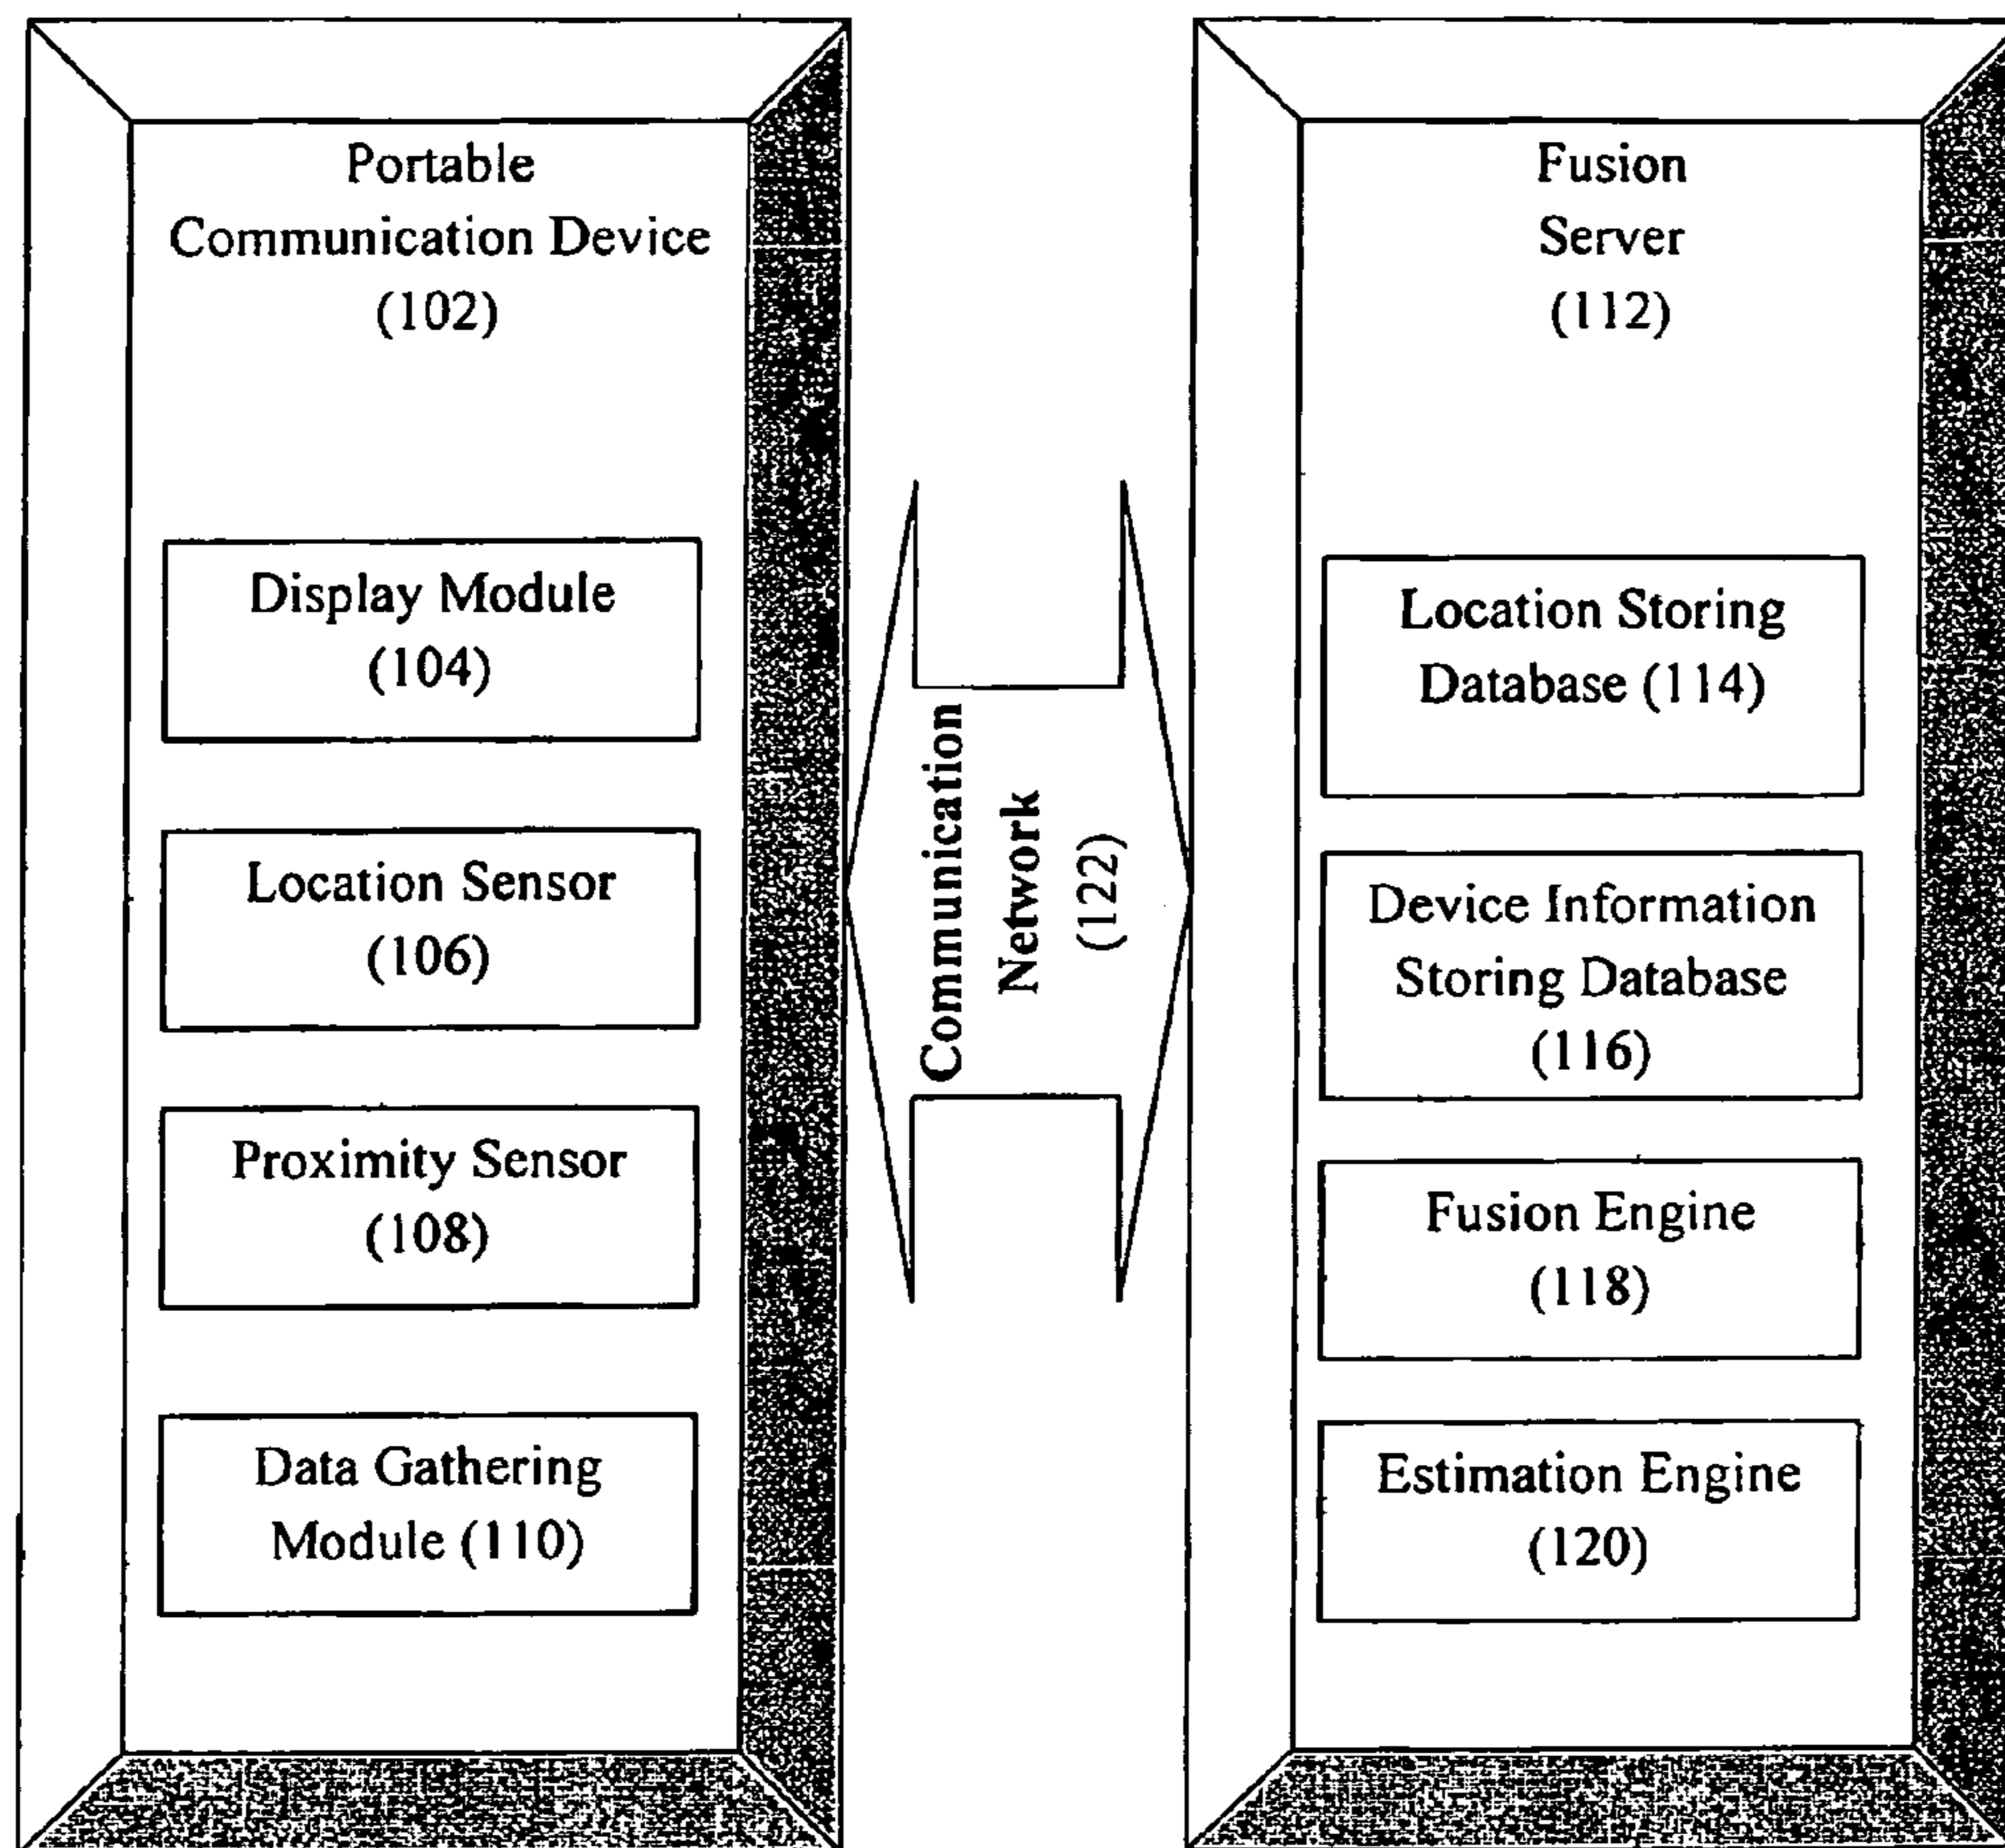 Portable
Communication Device
(102)
Display Module
(104)
Location Sensor
(106)
Proximity Sensor
(108)
Data Gathering
Module (110)
Communication
Network
(122)
Fusion
Server
(112)
Location Storing
Database (114)
Device Information
Storing Database
(116)
Fusion Engine
(118)
Estimation Engine
(120)